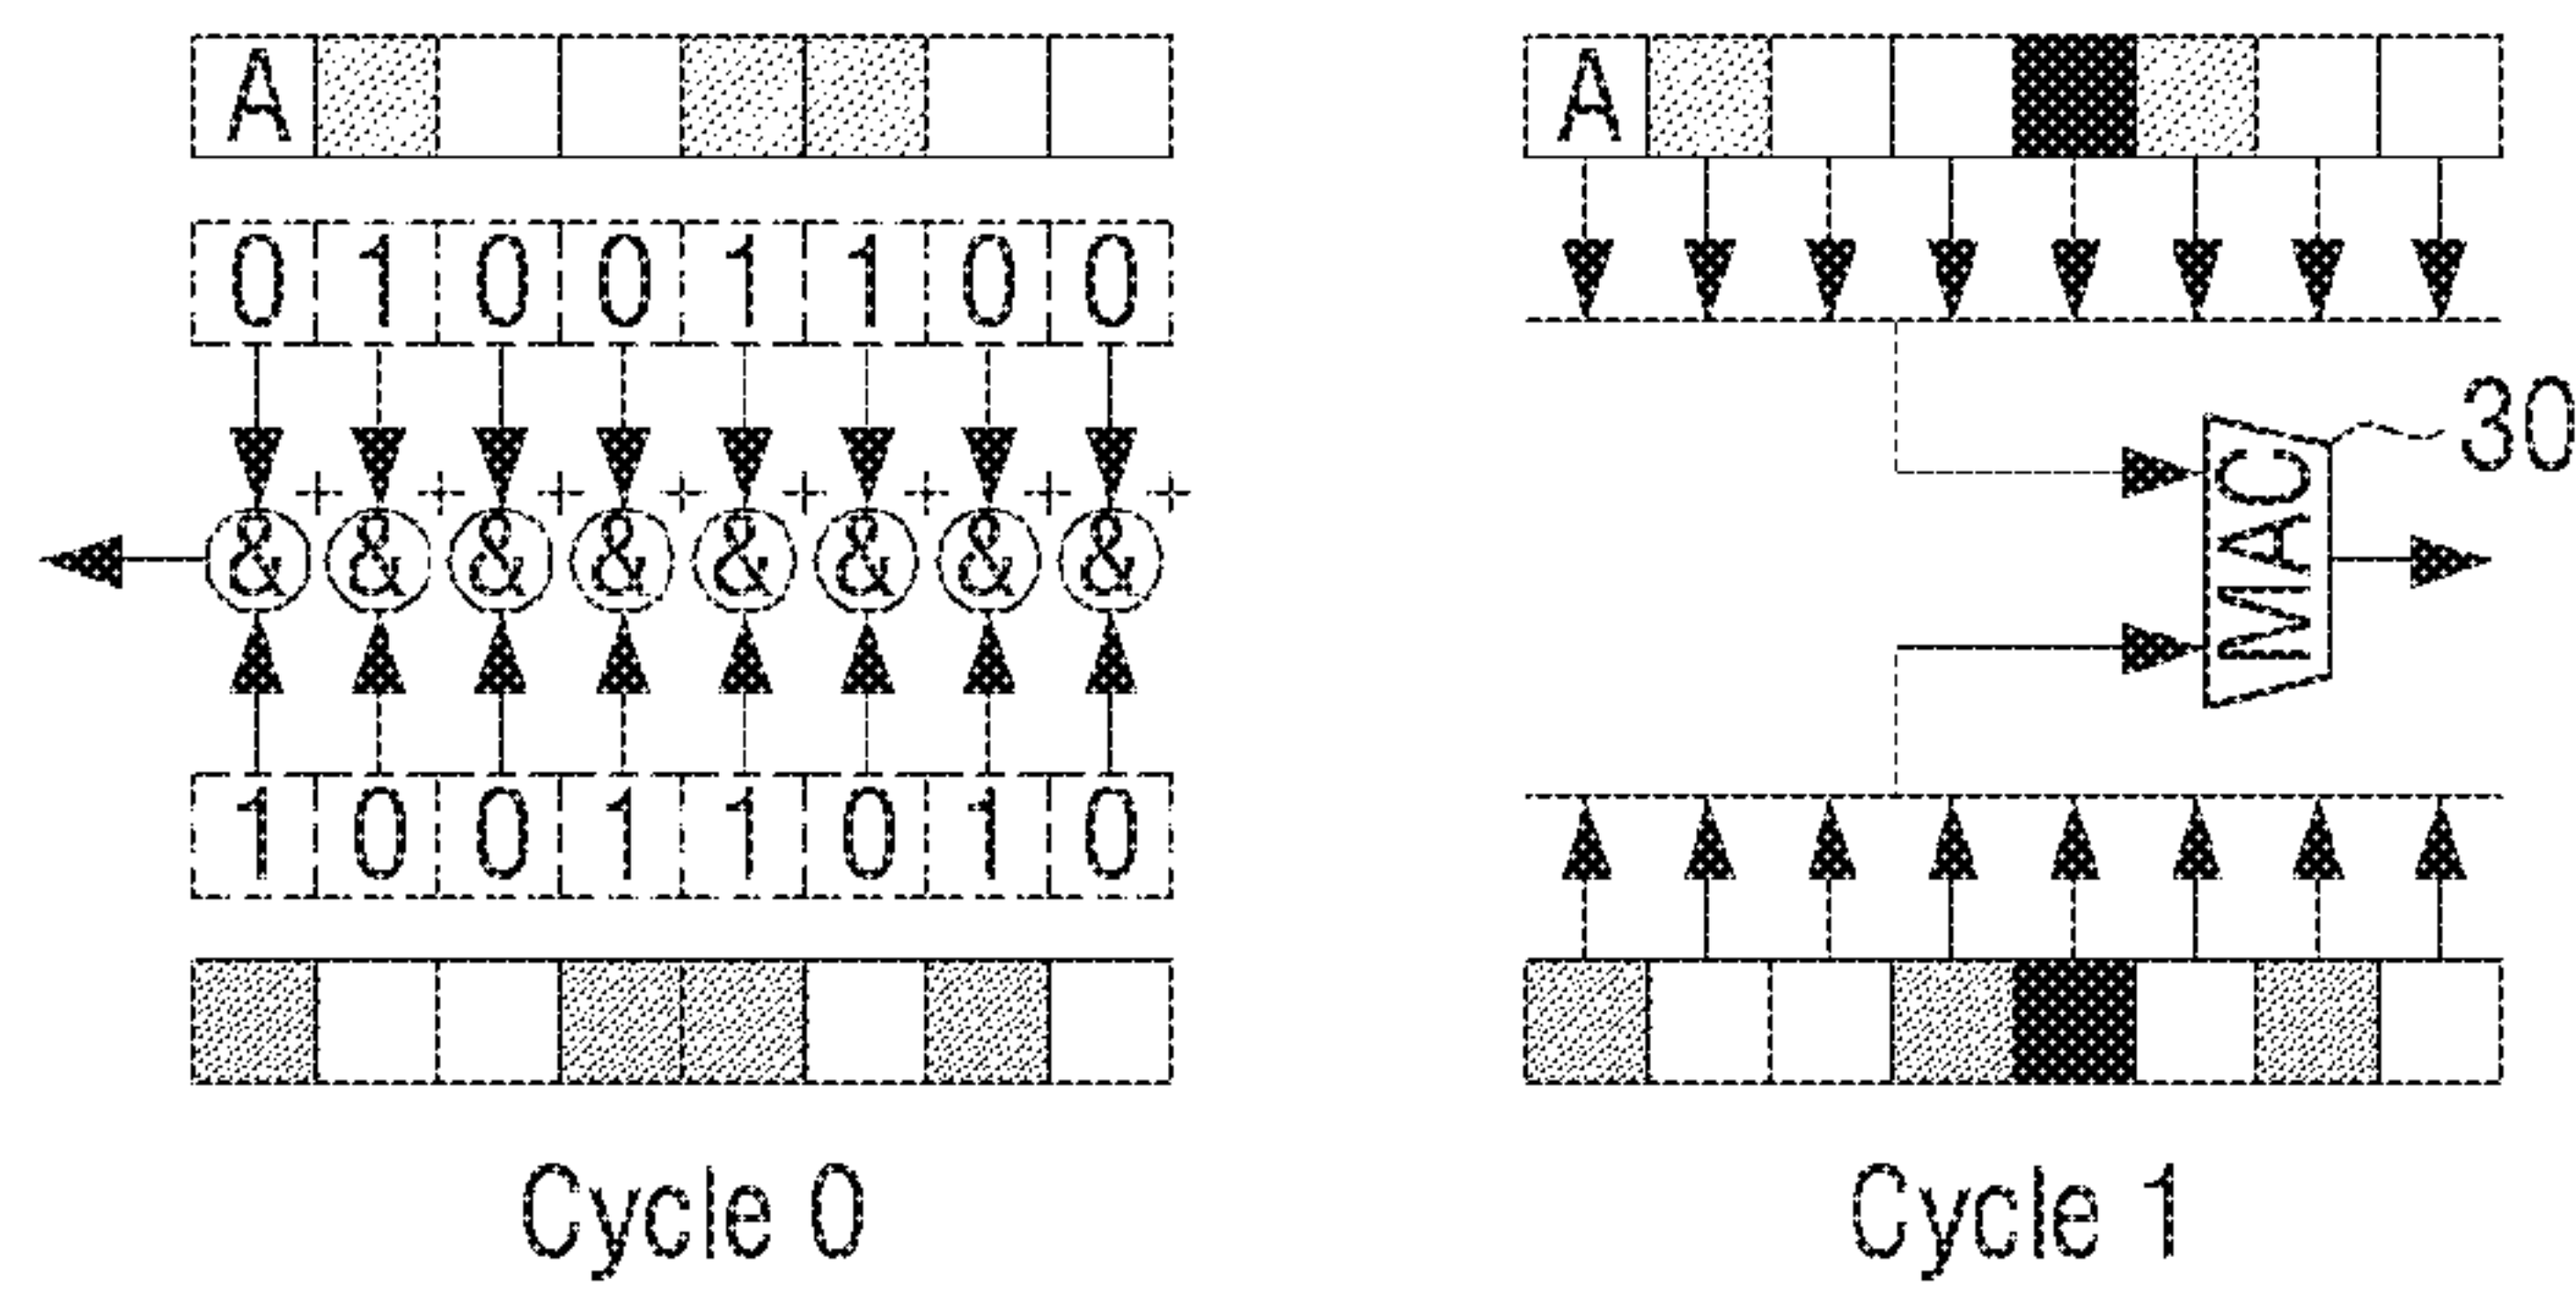 A
0 1 0 0 1 1 0 0
+ + + + + + + +
& & & & & & & &
1 0 0 1 1 0 1 0
Cycle 0
A
30
MAC
Cycle 1